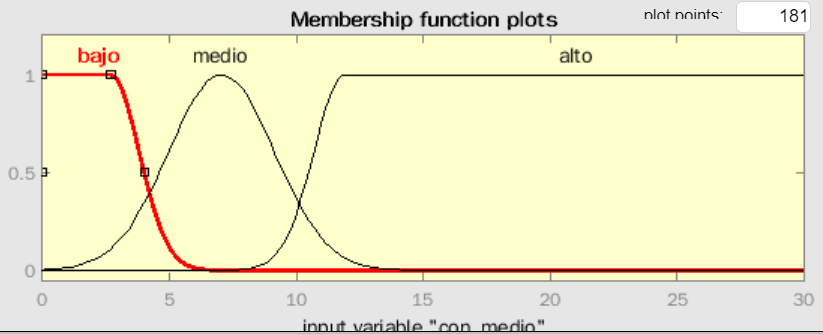 Membership function plots
plot points:
181
bajo
medio
alto
1
0.5
0
0
5
10
15
20
25
30
input variable "con_medio"